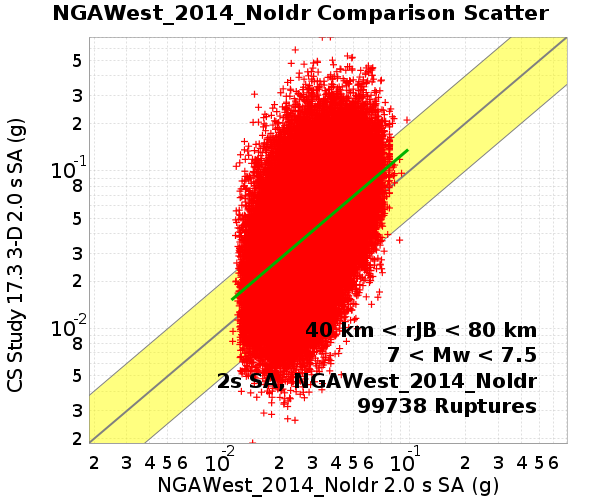 NGAWest_2014_NoIdr Comparison Scatter
CS Study 17.3 3-D 2.0 s SA (g)
5
3
2
10⁻¹
8
5
3
2
10⁻²
8
5
3
2
40 km < rJB < 80 km
7 < Mw < 7.5
2s SA, NGAWest_2014_NoIdr
99738 Ruptures
2 3 4 5 6 10⁻² 2 3 4 5 6 10⁻¹ 2 3 4 5 6
NGAWest_2014_NoIdr 2.0 s SA (g)